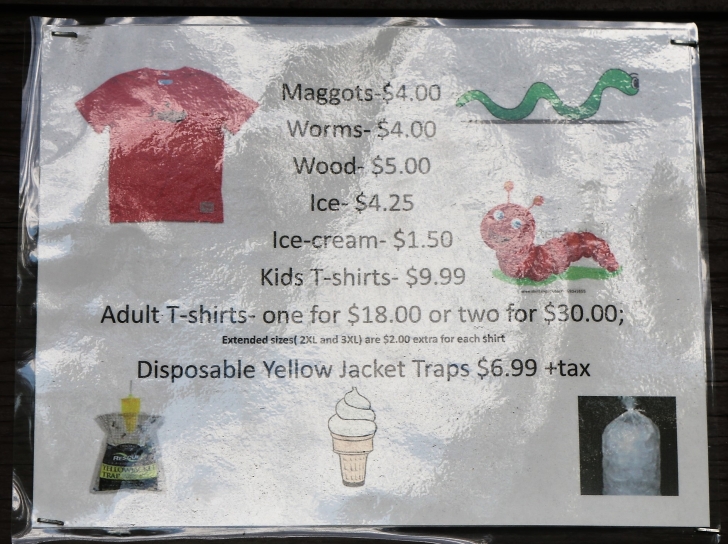 Maggots-$4.00
Worms- $4.00
Wood- $5.00
Ice- $4.25
Ice-cream- $1.50
Kids T-shirts- $9.99
Adult T-shirts- one for $18.00 or two for $30.00;
Extended sizes( 2XL and 3XL) are $2.00 extra for each shirt
Disposable Yellow Jacket Traps $6.99 +tax
RESCUE
TRAP